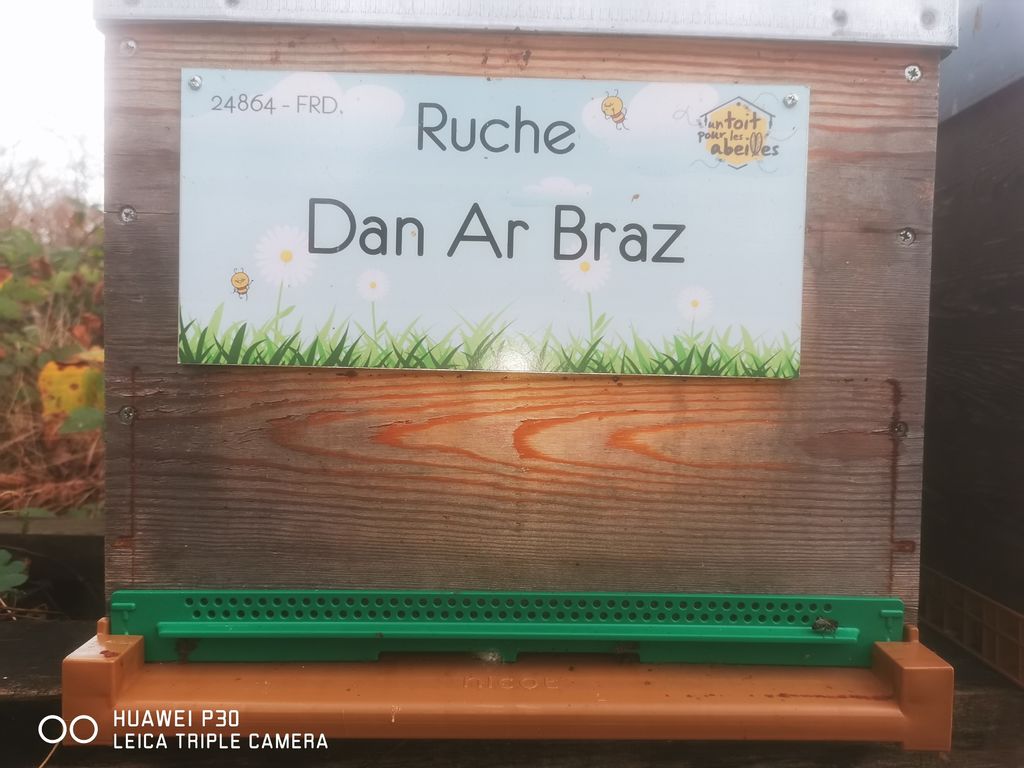 24864 - FRD.
Ruche
un toit
pour les
abeilles
Dan Ar Braz
nicot
HUAWEI P30
LEICA TRIPLE CAMERA